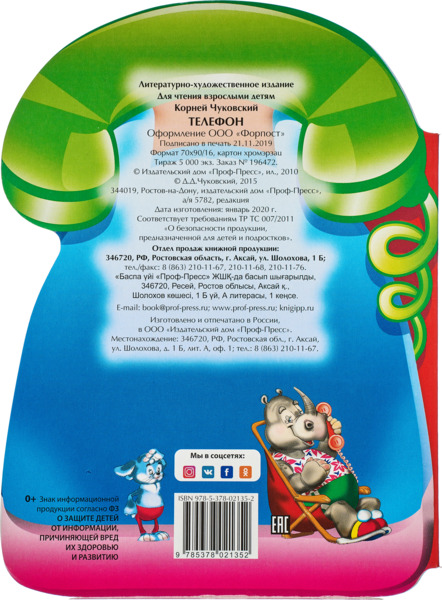 Литературно-художественное издание
Для чтения взрослыми детям
Корней Чуковский
ТЕЛЕФОН
Оформление ООО «Форпост»
Подписано в печать 21.11.2019
Формат 70х90/16, картон хромэрзац
Тираж 5 000 экз. Заказ № 196472.
© Издательский дом «Проф-Пресс», ил., 2010
© Д.Д.Чуковский, 2015
344019, Ростов-на-Дону, издательский дом «Проф-Пресс»,
а/я 5782, редакция
Дата изготовления: январь 2020 г.
Соответствует требованиям ТР ТС 007/2011
"О безопасности продукции,
предназначенной для детей и подростков".
Отдел продаж книжной продукции:
346720, РФ, Ростовская область, г. Аксай, ул. Шолохова, 1 Б;
тел./факс: 8 (863) 210-11-67, 210-11-68, 210-11-76.
«Баспа үйі «Проф-Пресс» ЖШҚ-да басып шығарылды,
346720, Ресей, Ростов облысы, Аксай қ.,
Шолохов көшесі, 1 Б үй, А литерасы, 1 кеңсе.
E-mail: book@prof-press.ru www.prof-press.ru, knigipp.ru
Изготовлено и отпечатано в России,
в ООО «Издательский дом «Проф-Пресс».
Местонахождение: 346720, РФ, Ростовская обл., г. Аксай,
ул. Шолохова, д. 1 Б, лит. А, оф. 1; тел.: 8 (863) 210-11-67.
Мы в соцсетях:
ISBN 978-5-378-02135-2
9 785378 021352
EAC
0+ Знак информационной
продукции согласно ФЗ
О ЗАЩИТЕ ДЕТЕЙ
ОТ ИНФОРМАЦИИ,
ПРИЧИНЯЮЩЕЙ ВРЕД
ИХ ЗДОРОВЬЮ
И РАЗВИТИЮ